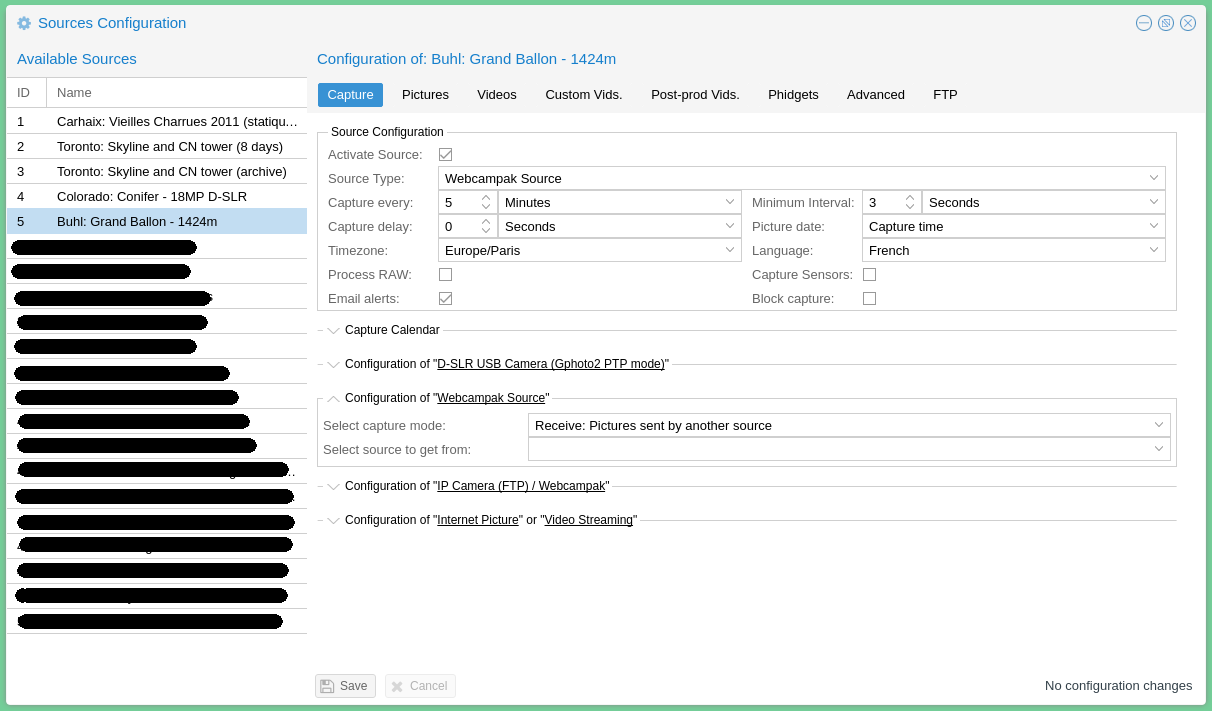 Sources Configuration
Available Sources
ID Name
1 Carhaix: Vieilles Charrues 2011 (statiqu…
2 Toronto: Skyline and CN tower (8 days)
3 Toronto: Skyline and CN tower (archive)
4 Colorado: Conifer - 18MP D-SLR
5 Buhl: Grand Ballon - 1424m
Configuration of: Buhl: Grand Ballon - 1424m
Capture Pictures Videos Custom Vids. Post-prod Vids. Phidgets Advanced FTP
Source Configuration
Activate Source:
Source Type: Webcampak Source
Capture every: 5 Minutes Minimum Interval: 3 Seconds
Capture delay: 0 Seconds Picture date: Capture time
Timezone: Europe/Paris Language: French
Process RAW: Capture Sensors:
Email alerts: Block capture:
Capture Calendar
Configuration of "D-SLR USB Camera (Gphoto2 PTP mode)"
Configuration of "Webcampak Source"
Select capture mode: Receive: Pictures sent by another source
Select source to get from:
Configuration of "IP Camera (FTP) / Webcampak"
Configuration of "Internet Picture" or "Video Streaming"
Save Cancel No configuration changes